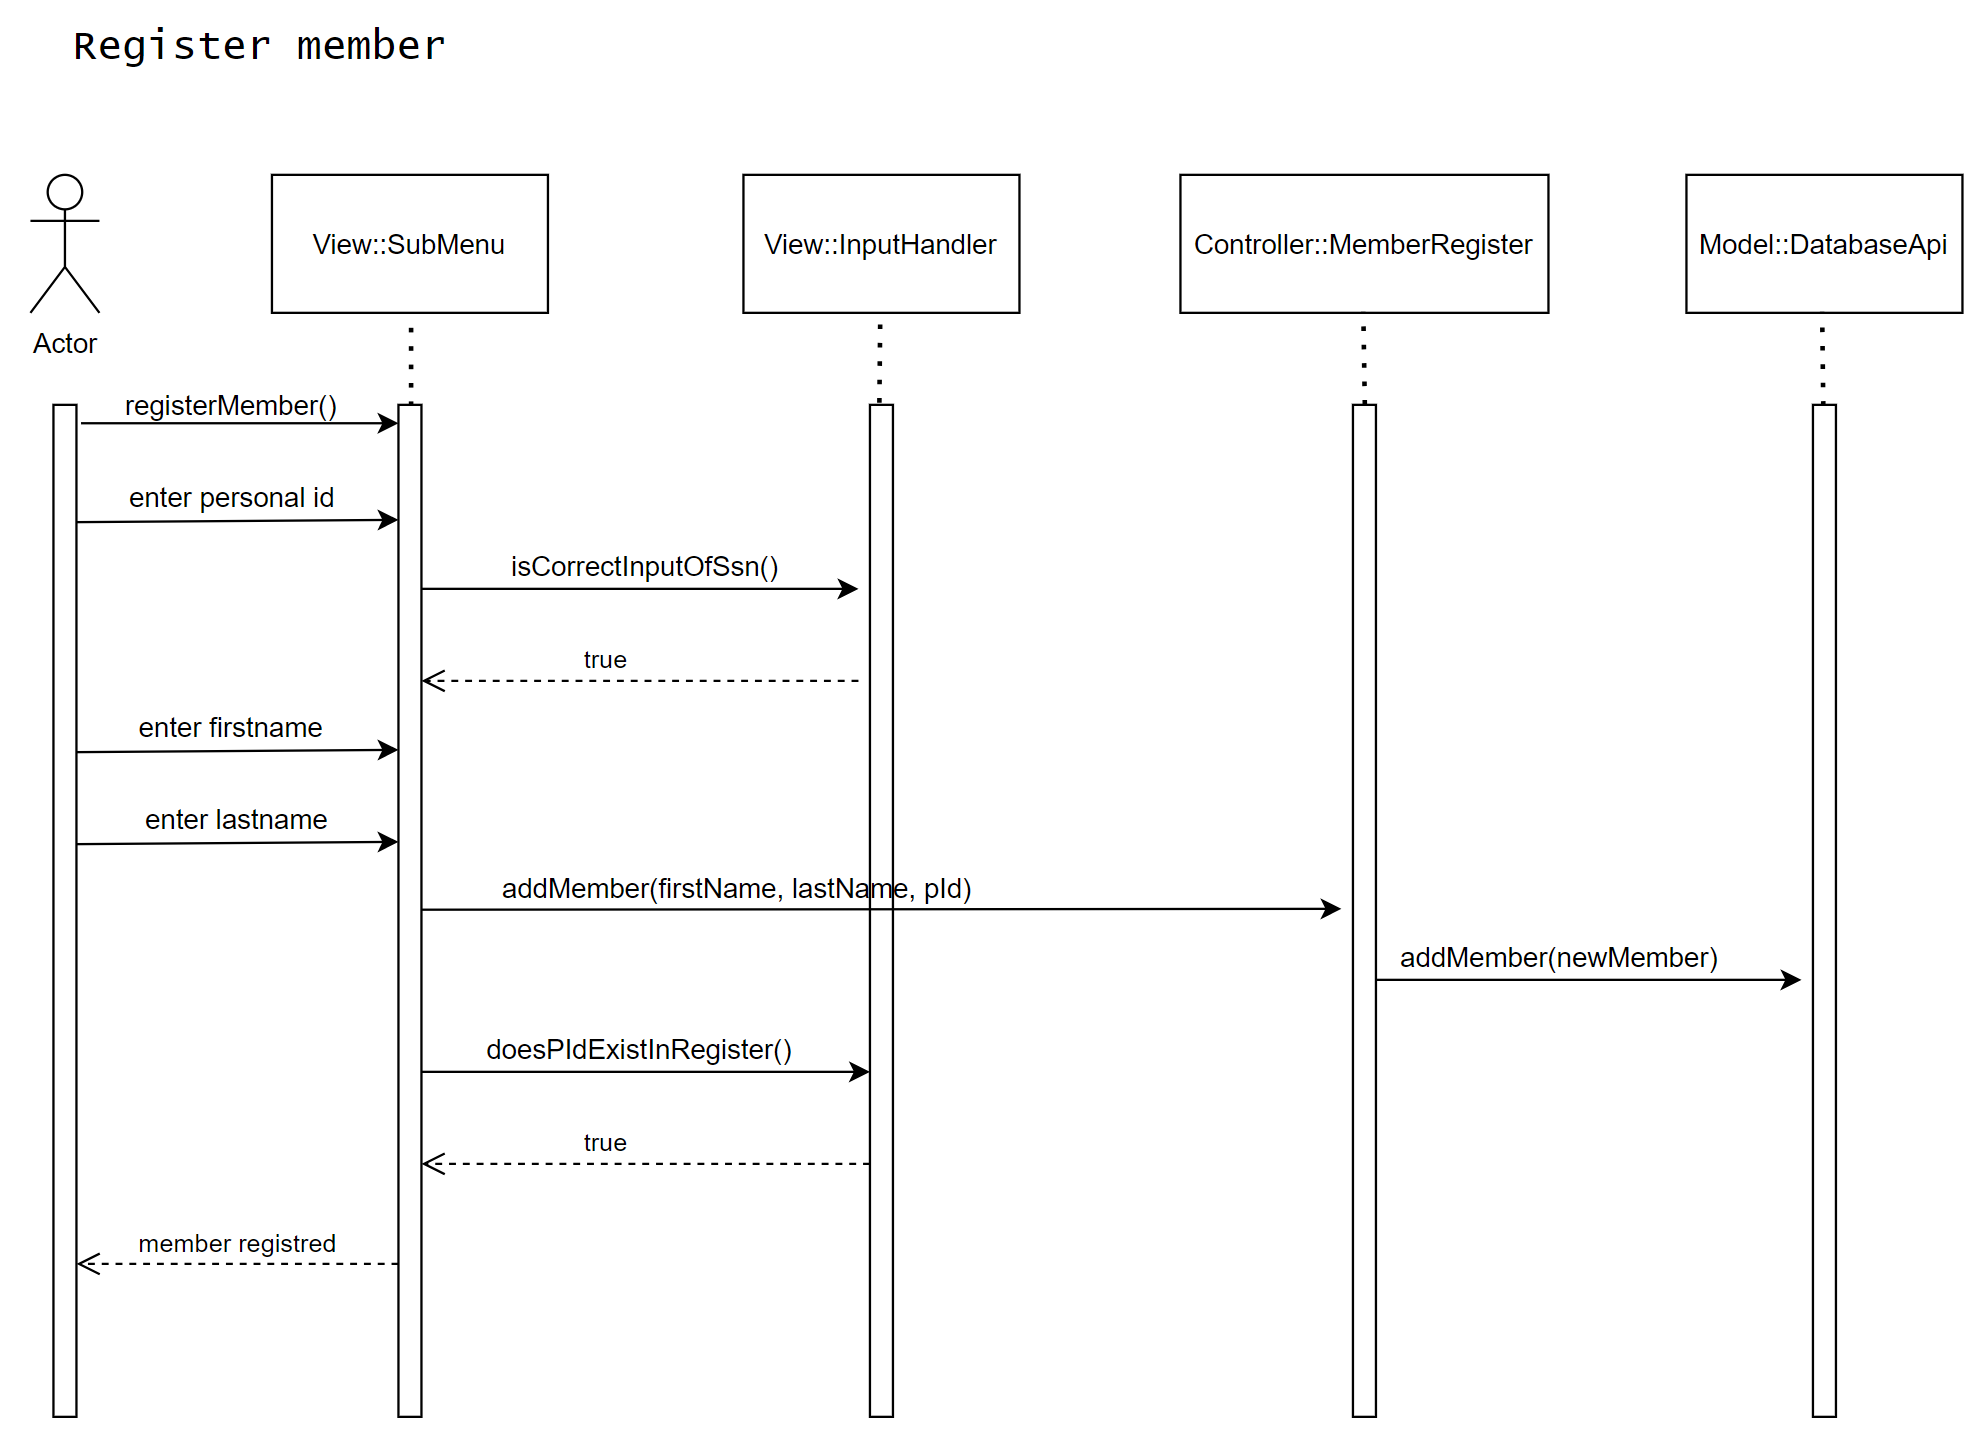 Register member
Actor
View::SubMenu
View::InputHandler
Controller::MemberRegister
Model::DatabaseApi
registerMember()
enter personal id
isCorrectInputOfSsn()
true
enter firstname
enter lastname
addMember(firstName, lastName, pId)
addMember(newMember)
doesPIdExistInRegister()
true
member registred